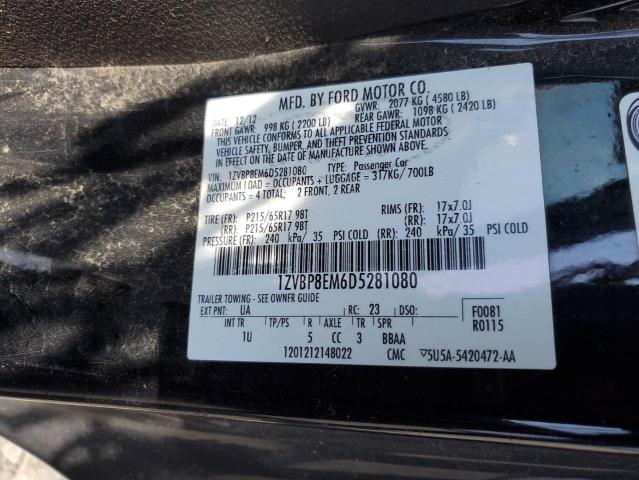 MFD. BY FORD MOTOR CO.
DATE: 12/12 GVWR: 2077 KG ( 4580 LB)
FRONT GAWR: 998 KG ( 2200 LB) REAR GAWR: 1098 KG ( 2420 LB)
THIS VEHICLE CONFORMS TO ALL APPLICABLE FEDERAL MOTOR
VEHICLE SAFETY, BUMPER, AND THEFT PREVENTION STANDARDS
IN EFFECT ON THE DATE OF MANUFACTURE SHOWN ABOVE.
VIN: 1ZVBP8EM6D5281080 TYPE: Passenger Car
MAXIMUM LOAD = OCCUPANTS + LUGGAGE = 317KG/700LB
OCCUPANTS = 4 TOTAL; 2 FRONT, 2 REAR
TIRE (FR): P215/65R17 98T RIMS (FR): 17x7.0J
(RR): P215/65R17 98T (RR): 17x7.0J
PRESSURE (FR): 240 kPa/ 35 PSI COLD (RR): 240 kPa/ 35 PSI COLD
1ZVBP8EM6D5281080
TRAILER TOWING - SEE OWNER GUIDE
EXT PNT: UA RC: 23 DSO: F0081
INT TR TP/PS R AXLE TR SPR R0115
1U 5 CC 3 BBAA
1201212148022 CMC ▽5U5A-5420472-AA